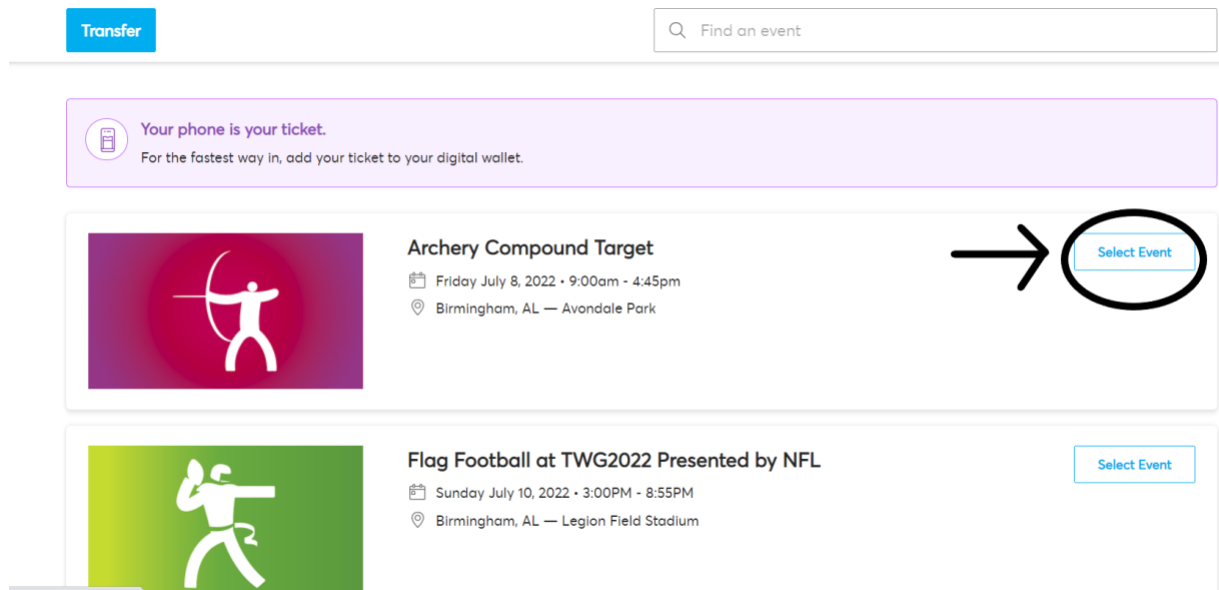 Transfer
Find an event
Your phone is your ticket.
For the fastest way in, add your ticket to your digital wallet.
Archery Compound Target
Select Event
Friday July 8, 2022 • 9:00am - 4:45pm
Birmingham, AL — Avondale Park
Flag Football at TWG2022 Presented by NFL
Select Event
Sunday July 10, 2022 • 3:00PM - 8:55PM
Birmingham, AL — Legion Field Stadium